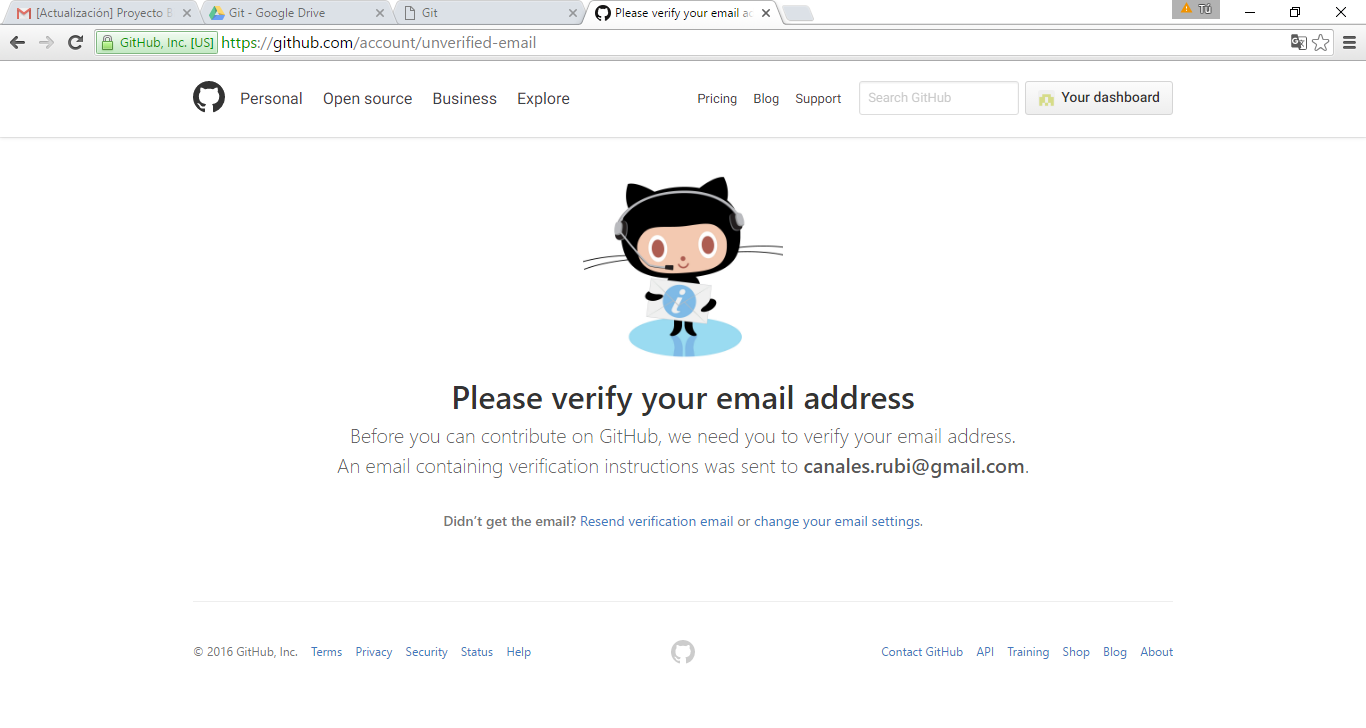 [Actualización] Proyecto B
Git - Google Drive
Git
Please verify your email ac
Tú
GitHub, Inc. [US]
https://github.com/account/unverified-email
Personal
Open source
Business
Explore
Pricing
Blog
Support
Search GitHub
Your dashboard
i
Please verify your email address
Before you can contribute on GitHub, we need you to verify your email address.
An email containing verification instructions was sent to canales.rubi@gmail.com.
Didn't get the email? Resend verification email or change your email settings.
© 2016 GitHub, Inc. Terms Privacy Security Status Help
Contact GitHub API Training Shop Blog About